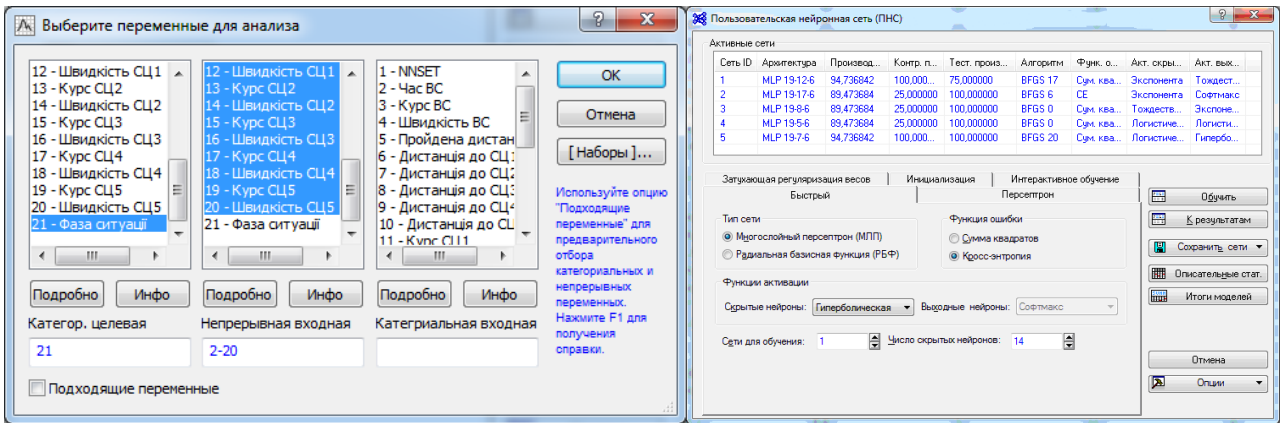 Выберите переменные для анализа
12 - Швидкість СЦ1
13 - Курс СЦ2
14 - Швидкість СЦ2
15 - Курс СЦ3
16 - Швидкість СЦ3
17 - Курс СЦ4
18 - Швидкість СЦ4
19 - Курс СЦ5
20 - Швидкість СЦ5
21 - Фаза ситуації
12 - Швидкість СЦ1
13 - Курс СЦ2
14 - Швидкість СЦ2
15 - Курс СЦ3
16 - Швидкість СЦ3
17 - Курс СЦ4
18 - Швидкість СЦ4
19 - Курс СЦ5
20 - Швидкість СЦ5
21 - Фаза ситуації
1 - NNSET
2 - Час ВС
3 - Курс ВС
4 - Швидкість ВС
5 - Пройдена дистан
6 - Дистанція до СЦ1
7 - Дистанція до СЦ2
8 - Дистанція до СЦ3
9 - Дистанція до СЦ4
10 - Дистанція до СЦ
11 - Курс СЦ1
OK
Отмена
[ Наборы ]...
Используйте опцию
"Подходящие
переменные" для
предварительного
отбора
категориальных и
непрерывных
переменных.
Нажмите F1 для
получения
справки.
Подробно Инфо
Подробно Инфо
Подробно Инфо
Категор. целевая
Непрерывная входная
Категриальная входная
21
2-20
Подходящие переменные
Пользовательская нейронная сеть (ПНС)
Активные сети
Сеть ID Архитектура Производ... Контр. п... Тест. произ... Алгоритм Функ. о... Акт. скры... Акт. вых...
1 MLP 19-12-6 94,736842 100,000... 75,000000 BFGS 17 Сум. ква... Экспонента Тождест...
2 MLP 19-17-6 89,473684 25,000000 100,000000 BFGS 6 CE Экспонента Софтмакс
3 MLP 19-8-6 89,473684 25,000000 100,000000 BFGS 0 Сум. ква... Тождеств... Экспоне...
4 MLP 19-5-6 89,473684 25,000000 100,000000 BFGS 0 Сум. ква... Логистиче... Логисти...
5 MLP 19-7-6 94,736842 100,000... 100,000000 BFGS 20 Сум. ква... Логистиче... Гипербо...
Затухающая регуляризация весов Инициализация Интерактивное обучение
Быстрый Персептрон
Тип сети
Многослойный персептрон (МПП)
Радиальная базисная функция (РБФ)
Функция ошибки
Сумма квадратов
Кросс-энтропия
Функции активации
Скрытые нейроны: Гиперболическая Выходные нейроны: Софтмакс
Сети для обучения: 1 Число скрытых нейронов: 14
Обучить
К результатам
Сохранить сети
Описательные стат.
Итоги моделей
Отмена
Опции